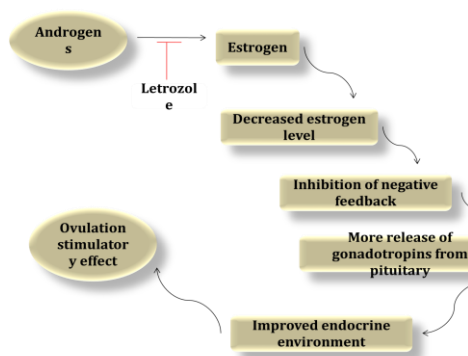 Androgen
s
Estrogen
Letrozol
e
Decreased estrogen
level
Inhibition of negative
feedback
More release of
gonadotropins from
pituitary
Ovulation
stimulator
y effect
Improved endocrine
environment